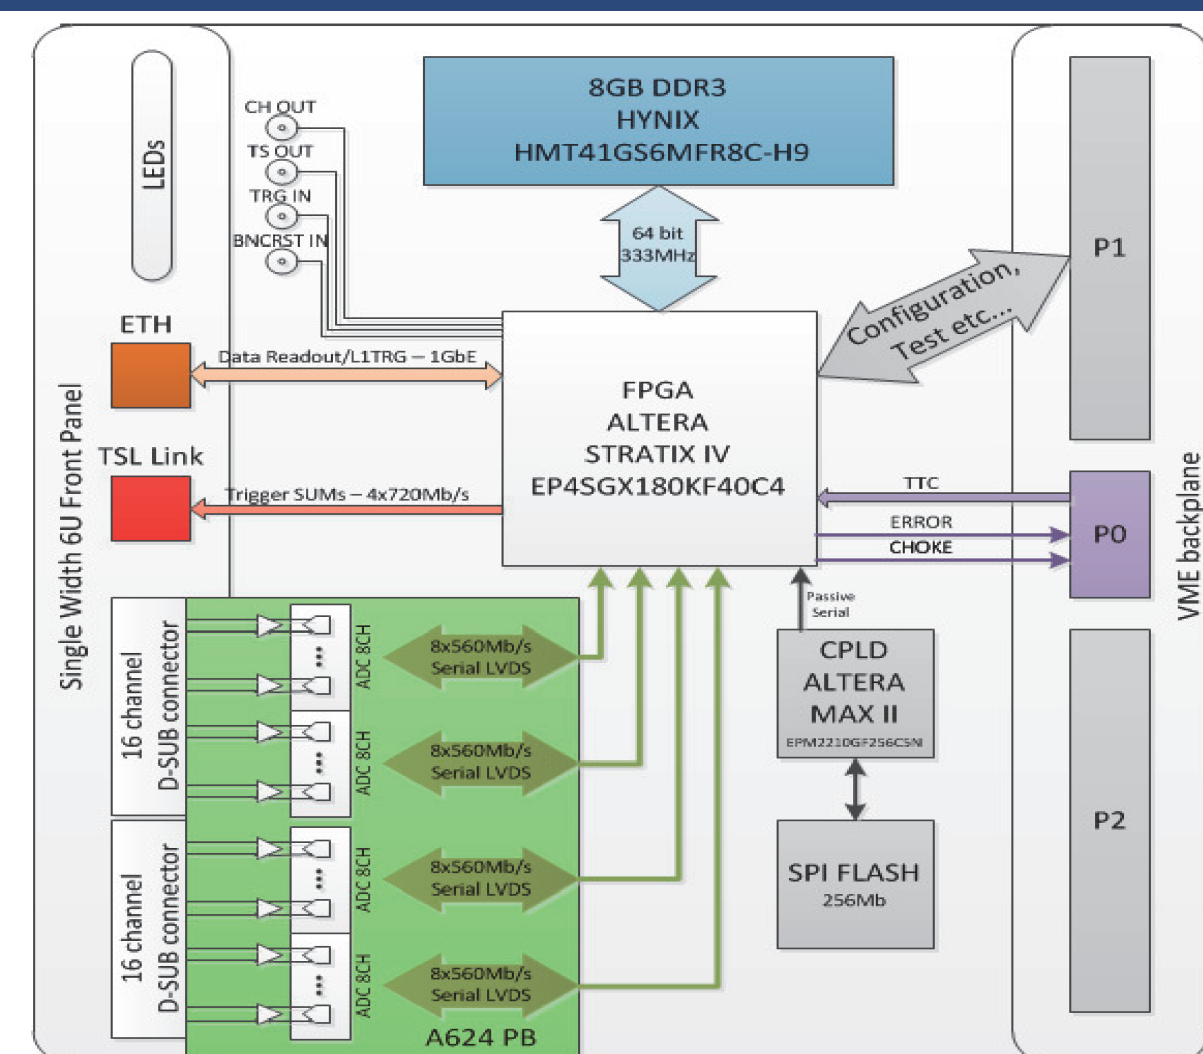 8GB DDR3
HYNIX
HMT41GS6MFR8C-H9
CH OUT
TS OUT
TRG IN
BNCRST IN
LEDs
64 bit
333MHz
P1
Configuration,
Test etc...
ETH
Data Readout/L1TRG – 1GbE
FPGA
ALTERA
STRATIX IV
EP4SGX180KF40C4
TSL Link
Trigger SUMs – 4x720Mb/s
TTC
ERROR
CHOKE
P0
Single Width 6U Front Panel
VME backplane
Passive
Serial
16 channel
D-SUB connector
...
ADC 8CH
8x560Mb/s
Serial LVDS
...
ADC 8CH
8x560Mb/s
Serial LVDS
CPLD
ALTERA
MAX II
EPM2210GF256C5N
P2
16 channel
D-SUB connector
...
ADC 8CH
8x560Mb/s
Serial LVDS
...
ADC 8CH
8x560Mb/s
Serial LVDS
SPI FLASH
256Mb
A624 PB